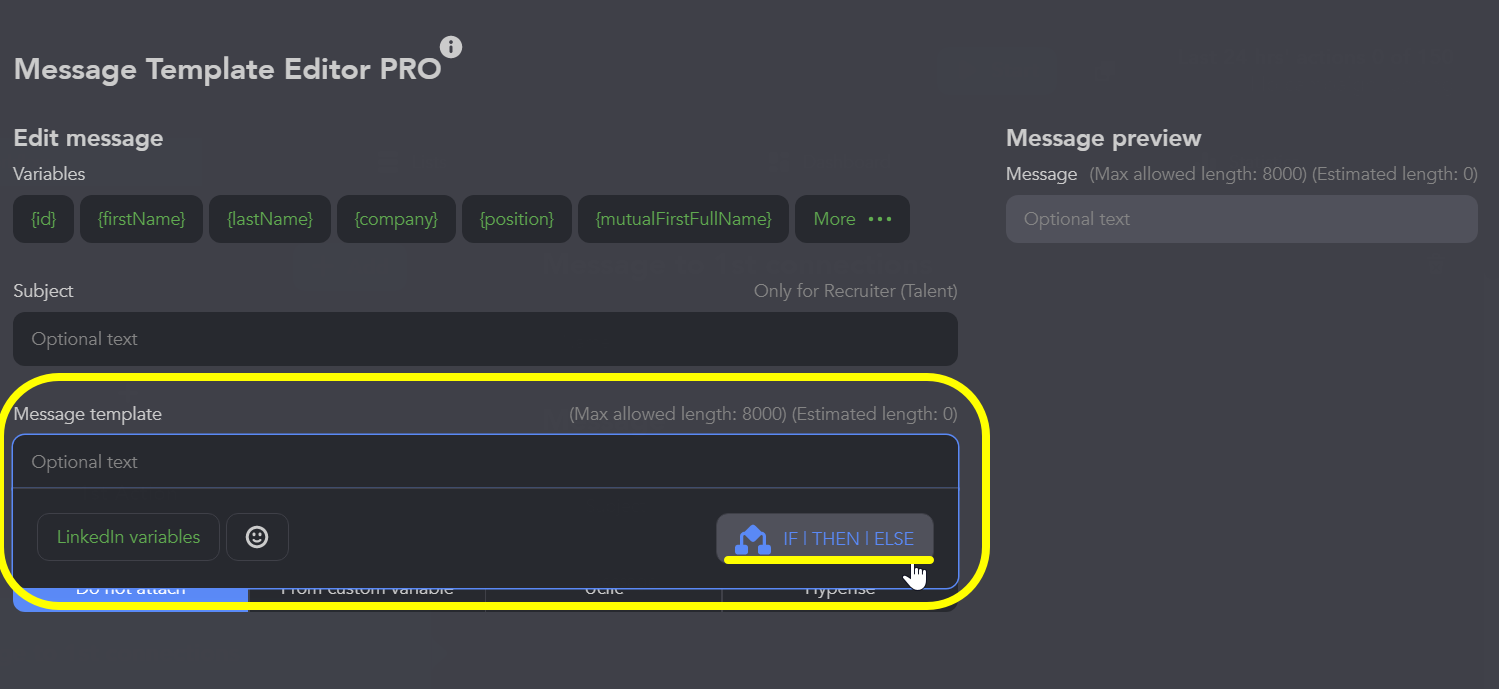 Message Template Editor PRO
Edit message
Variables
{id} {firstName} {lastName} {company} {position} {mutualFirstFullName} More
Subject Only for Recruiter (Talent)
Optional text
Message template (Max allowed length: 8000) (Estimated length: 0)
Optional text
LinkedIn variables IF | THEN | ELSE
Do not attach From custom variable Uclic Hyperise
Message preview
Message (Max allowed length: 8000) (Estimated length: 0)
Optional text